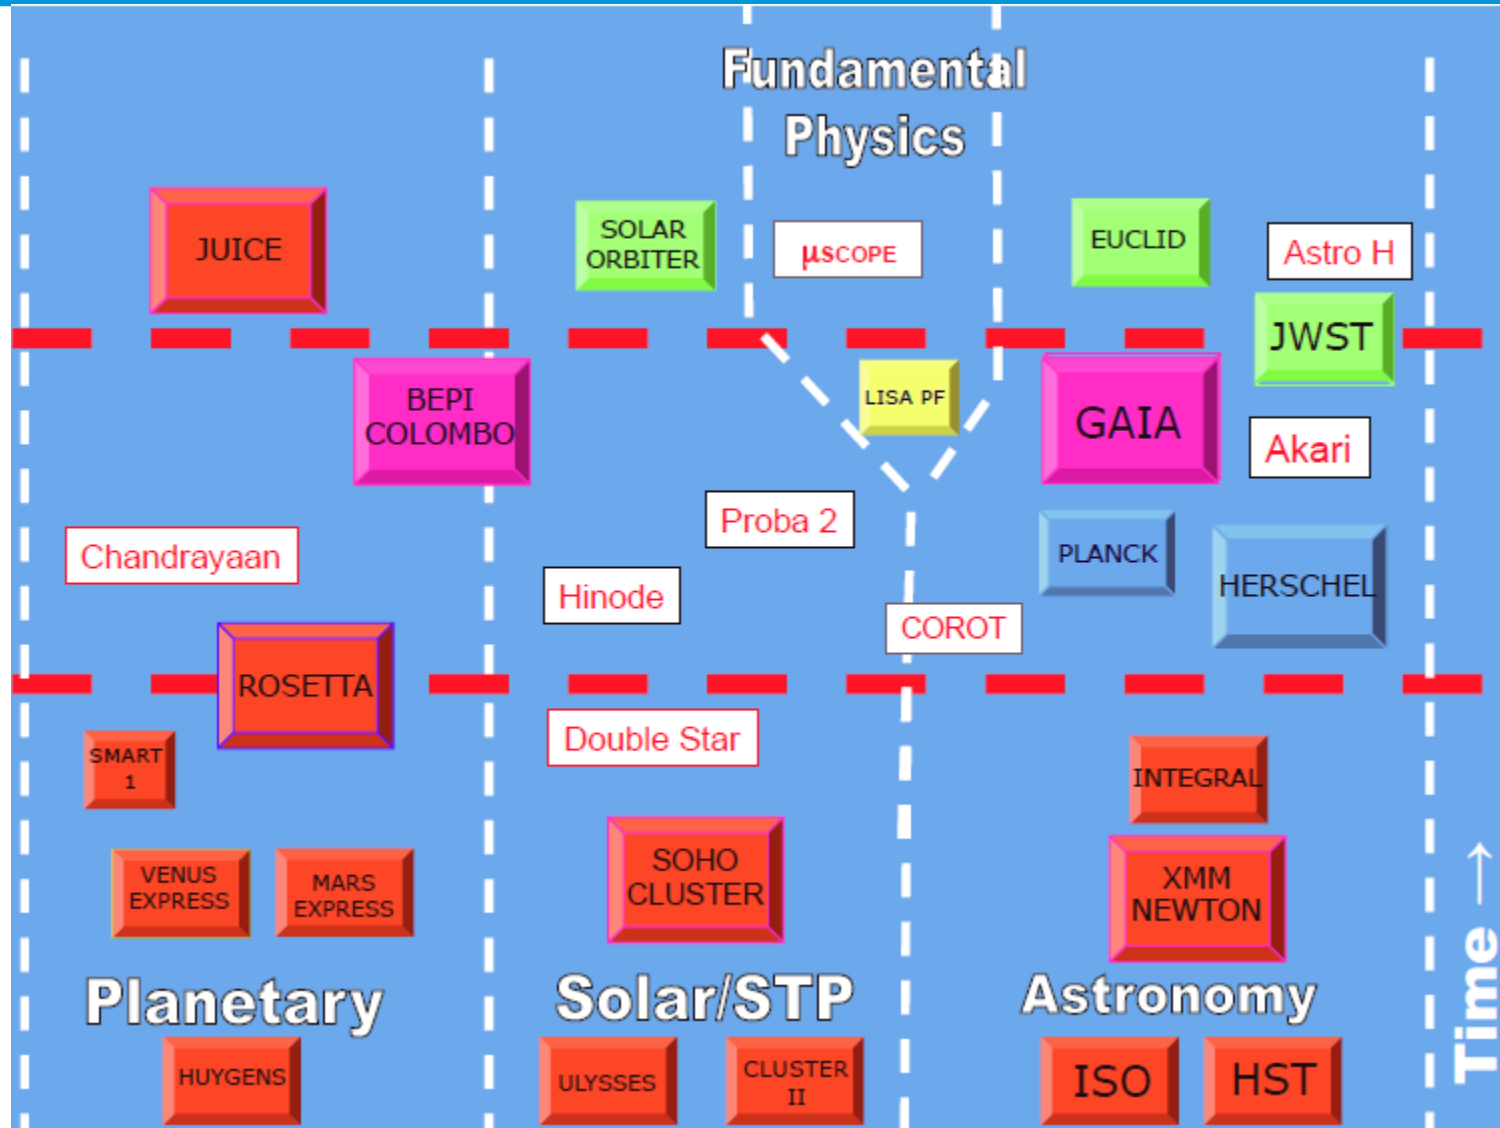 Fundamental
Physics
JUICE
SOLAR
ORBITER
µSCOPE
EUCLID
Astro H
JWST
BEPI
COLOMBO
LISA PF
GAIA
Akari
Proba 2
Chandrayaan
Hinode
PLANCK
HERSCHEL
COROT
ROSETTA
SMART
1
Double Star
INTEGRAL
VENUS
EXPRESS
MARS
EXPRESS
SOHO
CLUSTER
XMM
NEWTON
Time →
Planetary
Solar/STP
Astronomy
HUYGENS
ULYSSES
CLUSTER
II
ISO
HST